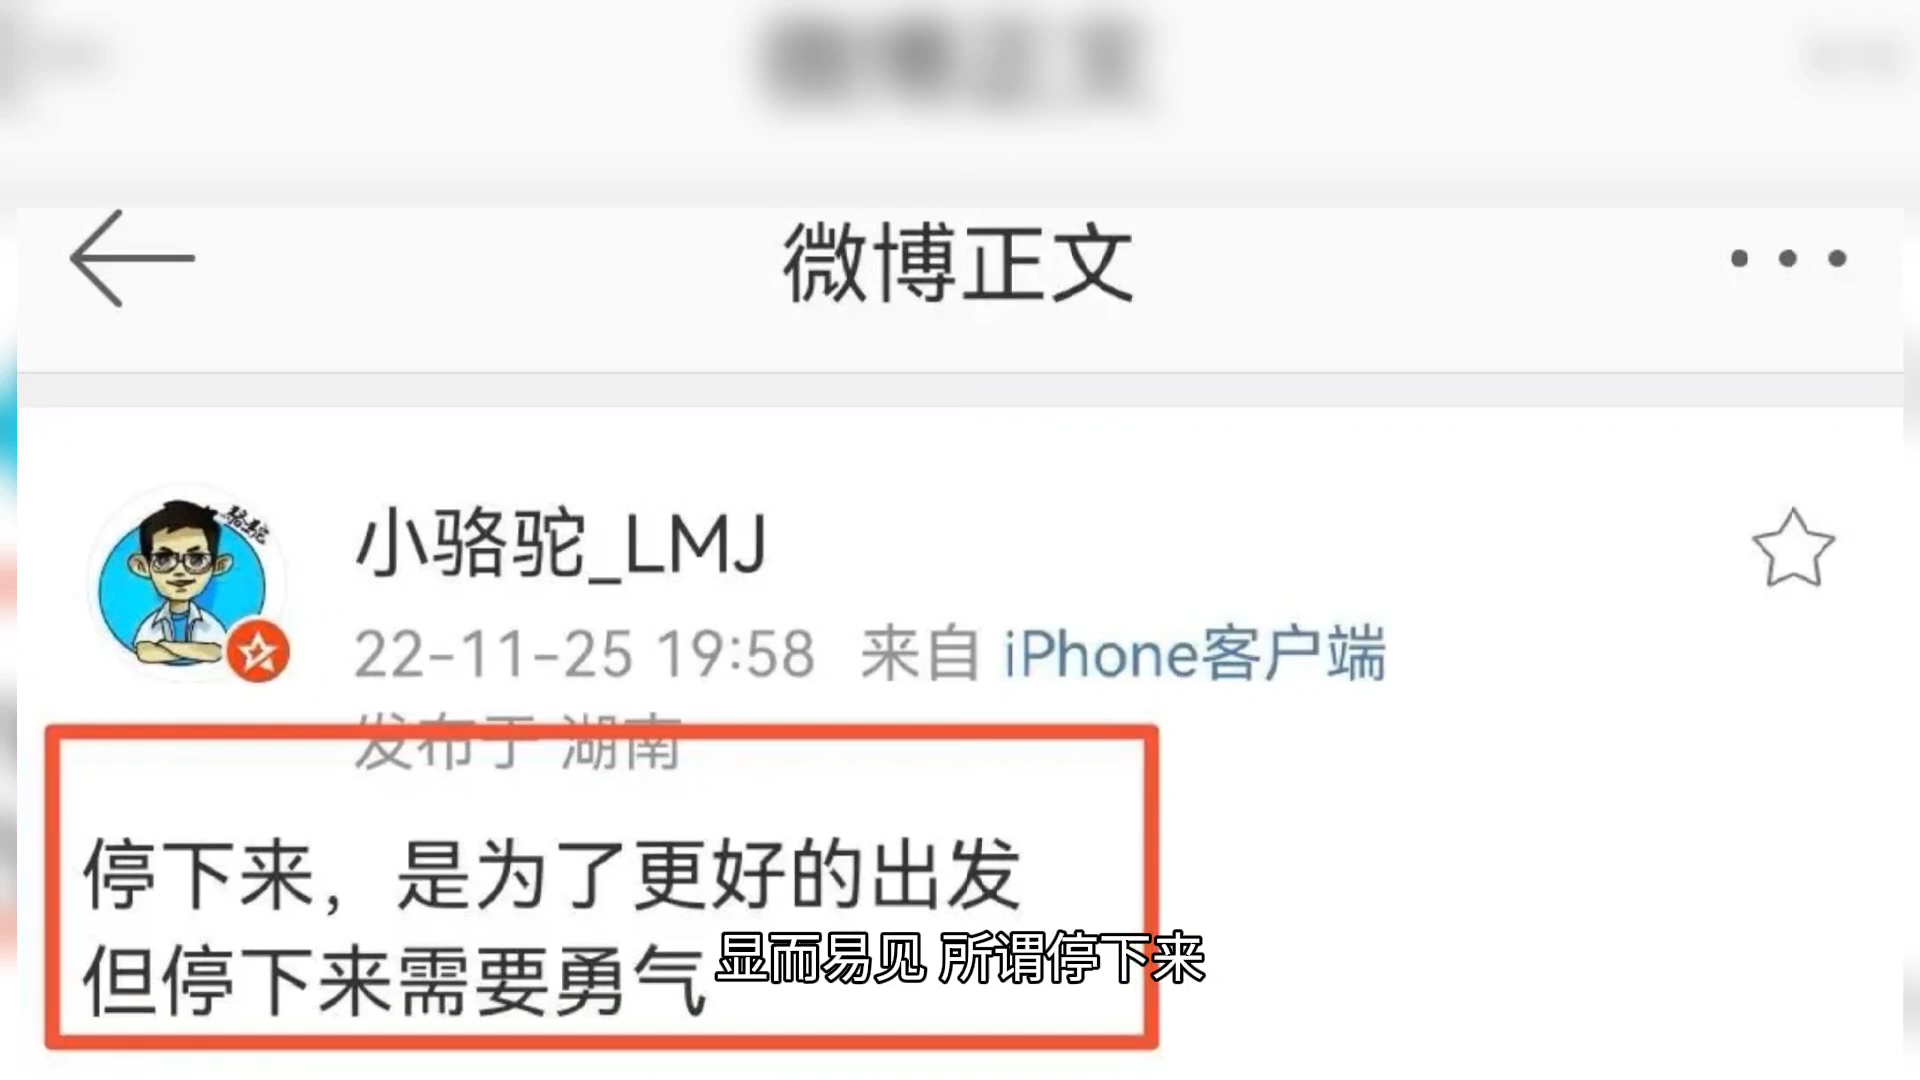 微博正文
骆驼
小骆驼_LMJ
22-11-25 19:58 来自 iPhone客户端
发布于 湖南
停下来，是为了更好的出发
但停下来需要勇气
显而易见 所谓停下来